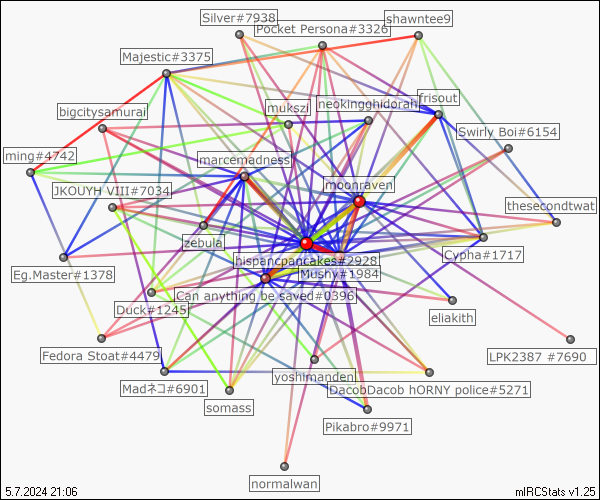 Silver#7938
shawntee9
Pocket Persona#3326
Majestic#3375
frisout
neokingghidorah
mukszi
bigcitysamurai
Swirly Boi#6154
ming#4742
marcemadness
moonraven
JKOUYH VIII#7034
thesecondtwat
zebula
Cypha#1717
hispancpancakes#2928
Mushy#1984
Eg.Master#1378
Can anything be saved#0396
Duck#1245
eliakith
Fedora Stoat#4479
LPK2387 #7690
yoshimanden
Madネコ#6901
DacobDacob hORNY police#5271
somass
Pikabro#9971
normalwan
5.7.2024 21:06
mIRCStats v1.25